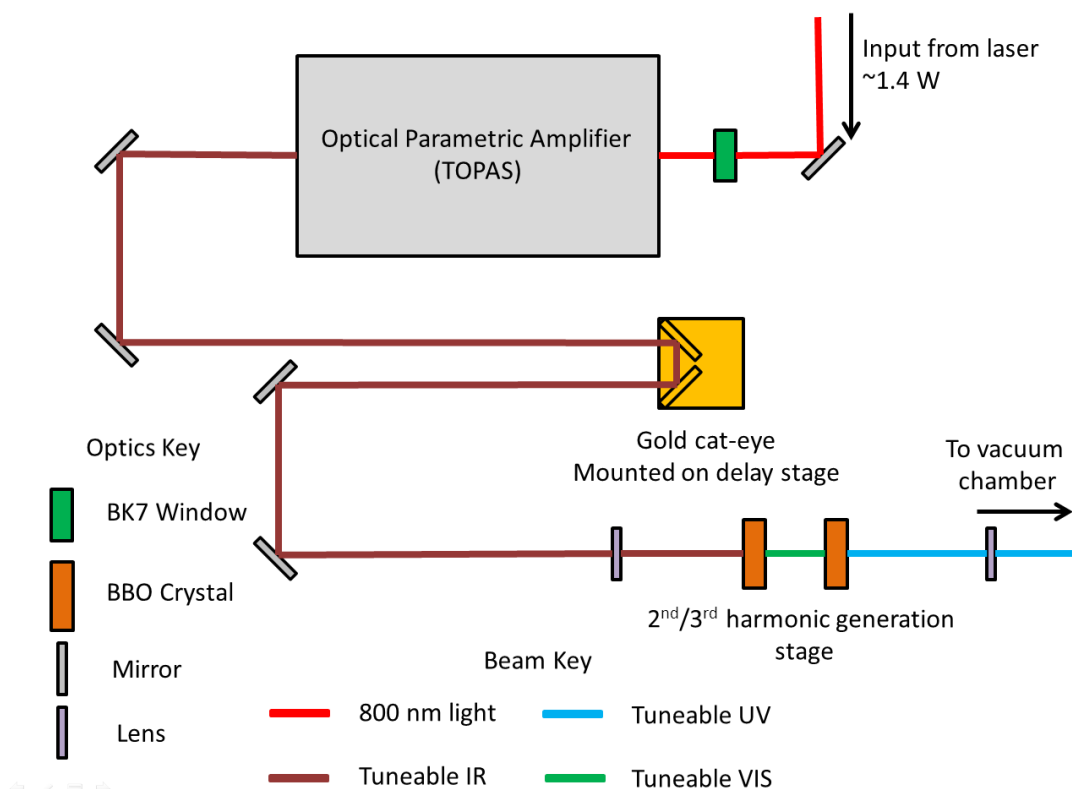 Input from laser
~1.4 W
Optical Parametric Amplifier
(TOPAS)
Gold cat-eye
Mounted on delay stage
To vacuum
chamber
Optics Key
BK7 Window
BBO Crystal
Mirror
Lens
2nd/3rd harmonic generation
stage
Beam Key
800 nm light
Tuneable UV
Tuneable IR
Tuneable VIS